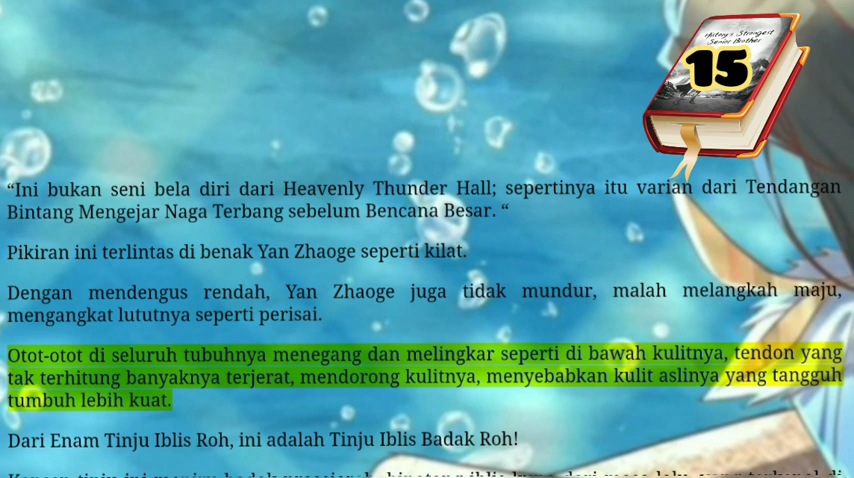 History's Strongest
Senior Brother
15
“Ini bukan seni bela diri dari Heavenly Thunder Hall; sepertinya itu varian dari Tendangan
Bintang Mengejar Naga Terbang sebelum Bencana Besar. “
Pikiran ini terlintas di benak Yan Zhaoge seperti kilat.
Dengan mendengus rendah, Yan Zhaoge juga tidak mundur, malah melangkah maju,
mengangkat lututnya seperti perisai.
Otot-otot di seluruh tubuhnya menegang dan melingkar seperti di bawah kulitnya, tendon yang
tak terhitung banyaknya terjerat, mendorong kulitnya, menyebabkan kulit aslinya yang tangguh
tumbuh lebih kuat.
Dari Enam Tinju Iblis Roh, ini adalah Tinju Iblis Badak Roh!